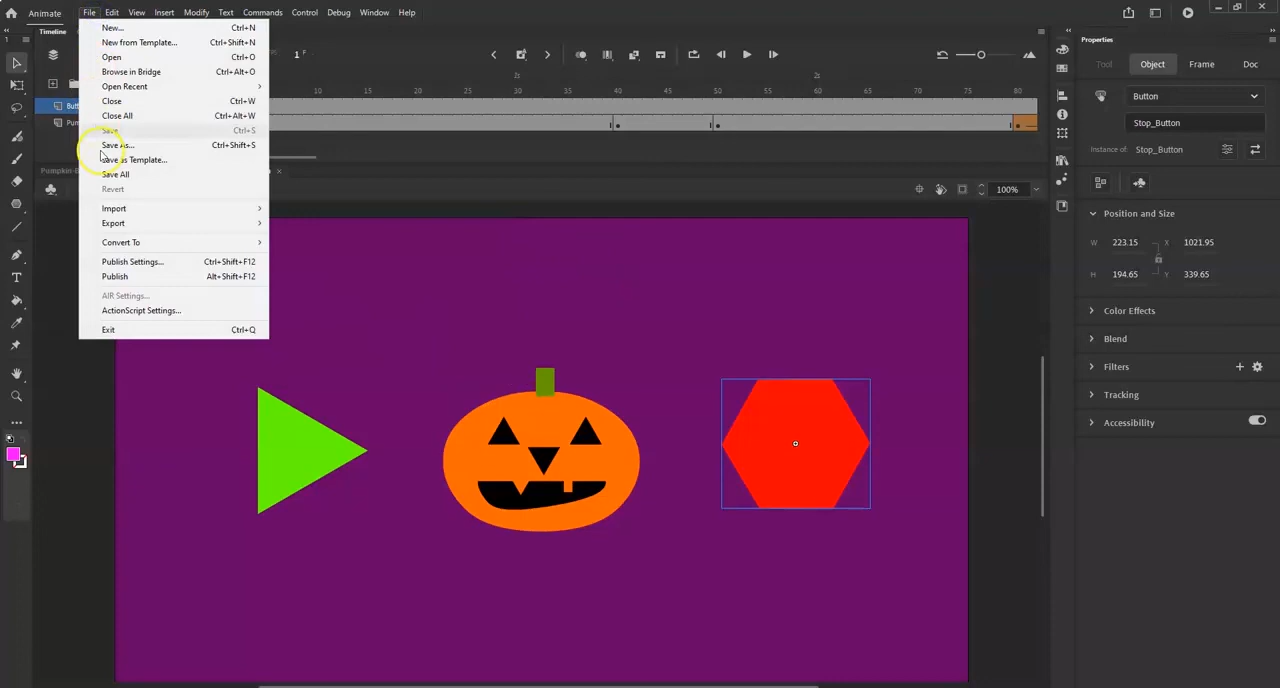 Animate File Edit View Insert Modify Text Commands Control Debug Window Help
Timeline
1 F
1s 2s
10 15 20 25 30 35 40 45 50 55 60 65 70 75 80
New... Ctrl+N
New from Template... Ctrl+Shift+N
Open Ctrl+O
Browse in Bridge Ctrl+Alt+O
Open Recent
Close Ctrl+W
Close All Ctrl+Alt+W
Save Ctrl+S
Save As... Ctrl+Shift+S
Save as Template...
Save All
Revert
Import
Export
Convert To
Publish Settings... Ctrl+Shift+F12
Publish Alt+Shift+F12
AIR Settings...
ActionScript Settings...
Exit Ctrl+Q
100%
Properties
Tool Object Frame Doc
Button
Stop_Button
Instance of: Stop_Button
Position and Size
W 223.15 X 1021.95
H 194.65 Y 339.65
Color Effects
Blend
Filters
Tracking
Accessibility